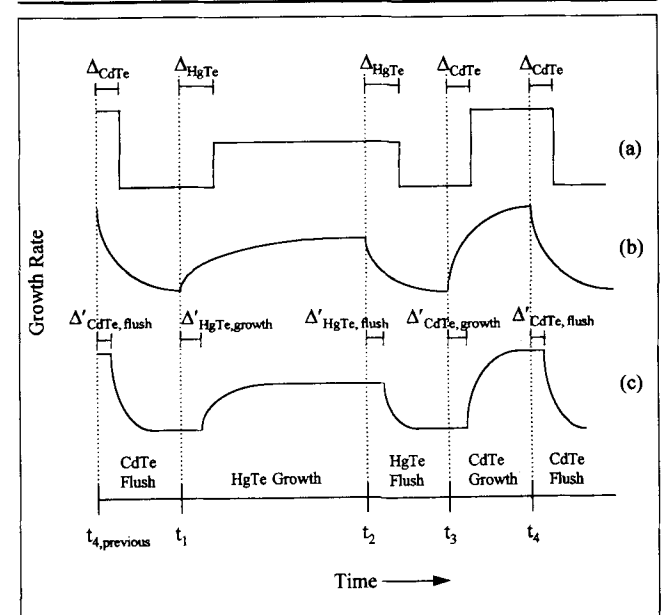 Δ_CdTe Δ_HgTe Δ_HgTe Δ_CdTe Δ_CdTe
(a)
(b)
Growth Rate
Δ′_CdTe, flush Δ′_HgTe,growth Δ′_HgTe, flush Δ′_CdTe,growth Δ′_CdTe, flush
(c)
CdTe Flush
HgTe Growth
HgTe Flush
CdTe Growth
CdTe Flush
t_4,previous t_1 t_2 t_3 t_4
Time